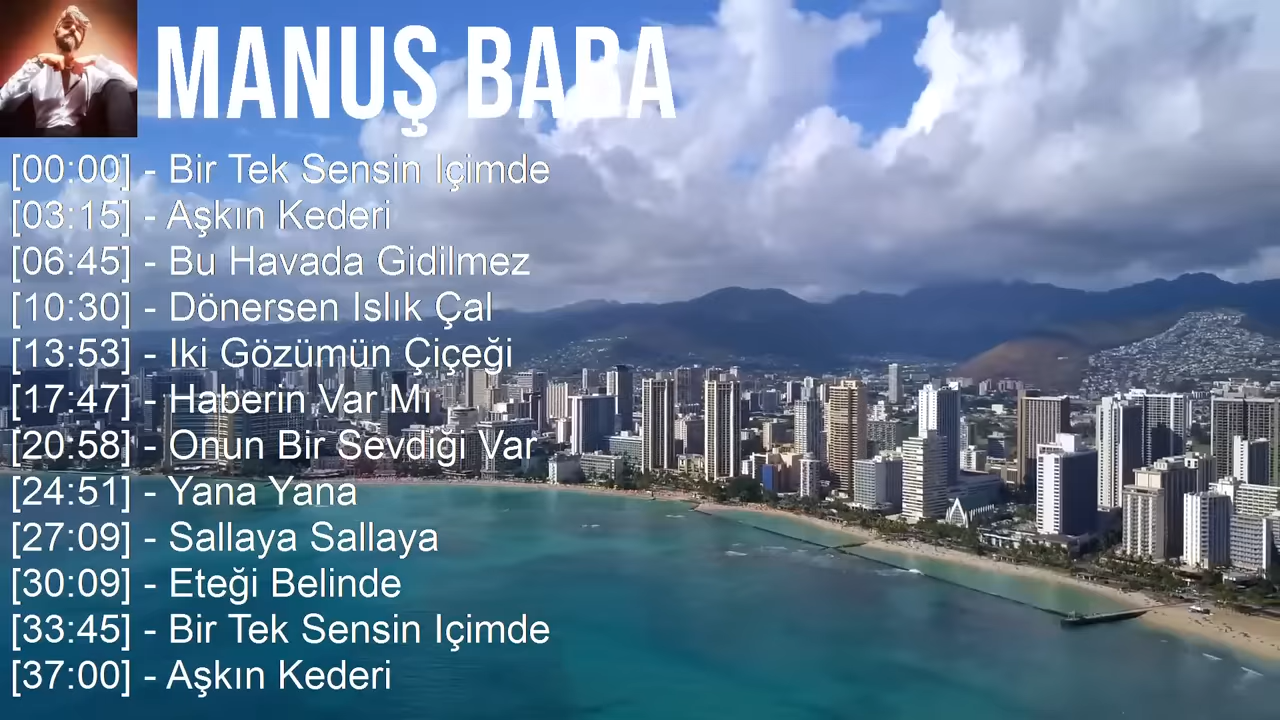 MANUŞ BABA
[00:00] - Bir Tek Sensin Içimde
[03:15] - Aşkın Kederi
[06:45] - Bu Havada Gidilmez
[10:30] - Dönersen Islık Çal
[13:53] - Iki Gözümün Çiçeği
[17:47] - Haberin Var Mı
[20:58] - Onun Bir Sevdiği Var
[24:51] - Yana Yana
[27:09] - Sallaya Sallaya
[30:09] - Eteği Belinde
[33:45] - Bir Tek Sensin Içimde
[37:00] - Aşkın Kederi